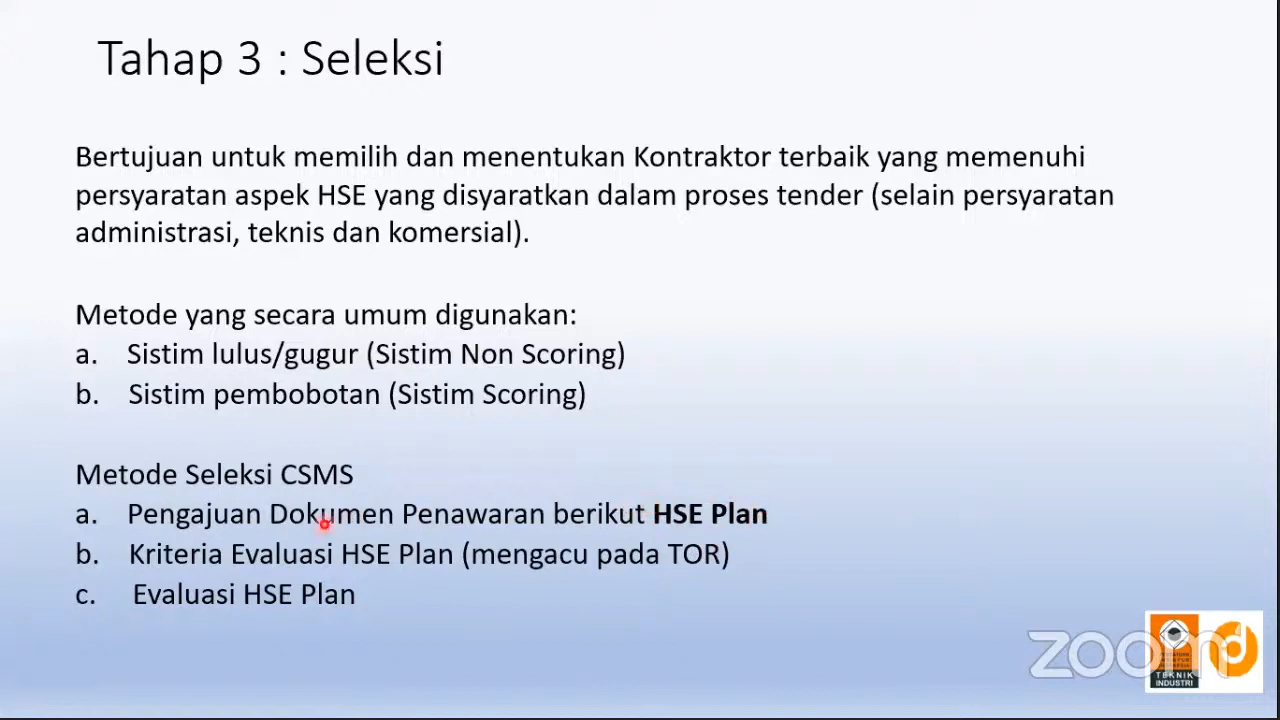 Tahap 3 : Seleksi
Bertujuan untuk memilih dan menentukan Kontraktor terbaik yang memenuhi
persyaratan aspek HSE yang disyaratkan dalam proses tender (selain persyaratan
administrasi, teknis dan komersial).
Metode yang secara umum digunakan:
a. Sistim lulus/gugur (Sistim Non Scoring)
b. Sistim pembobotan (Sistim Scoring)
Metode Seleksi CSMS
a. Pengajuan Dokumen Penawaran berikut HSE Plan
b. Kriteria Evaluasi HSE Plan (mengacu pada TOR)
c. Evaluasi HSE Plan
zoom
TEKNIK
INDUSTRI